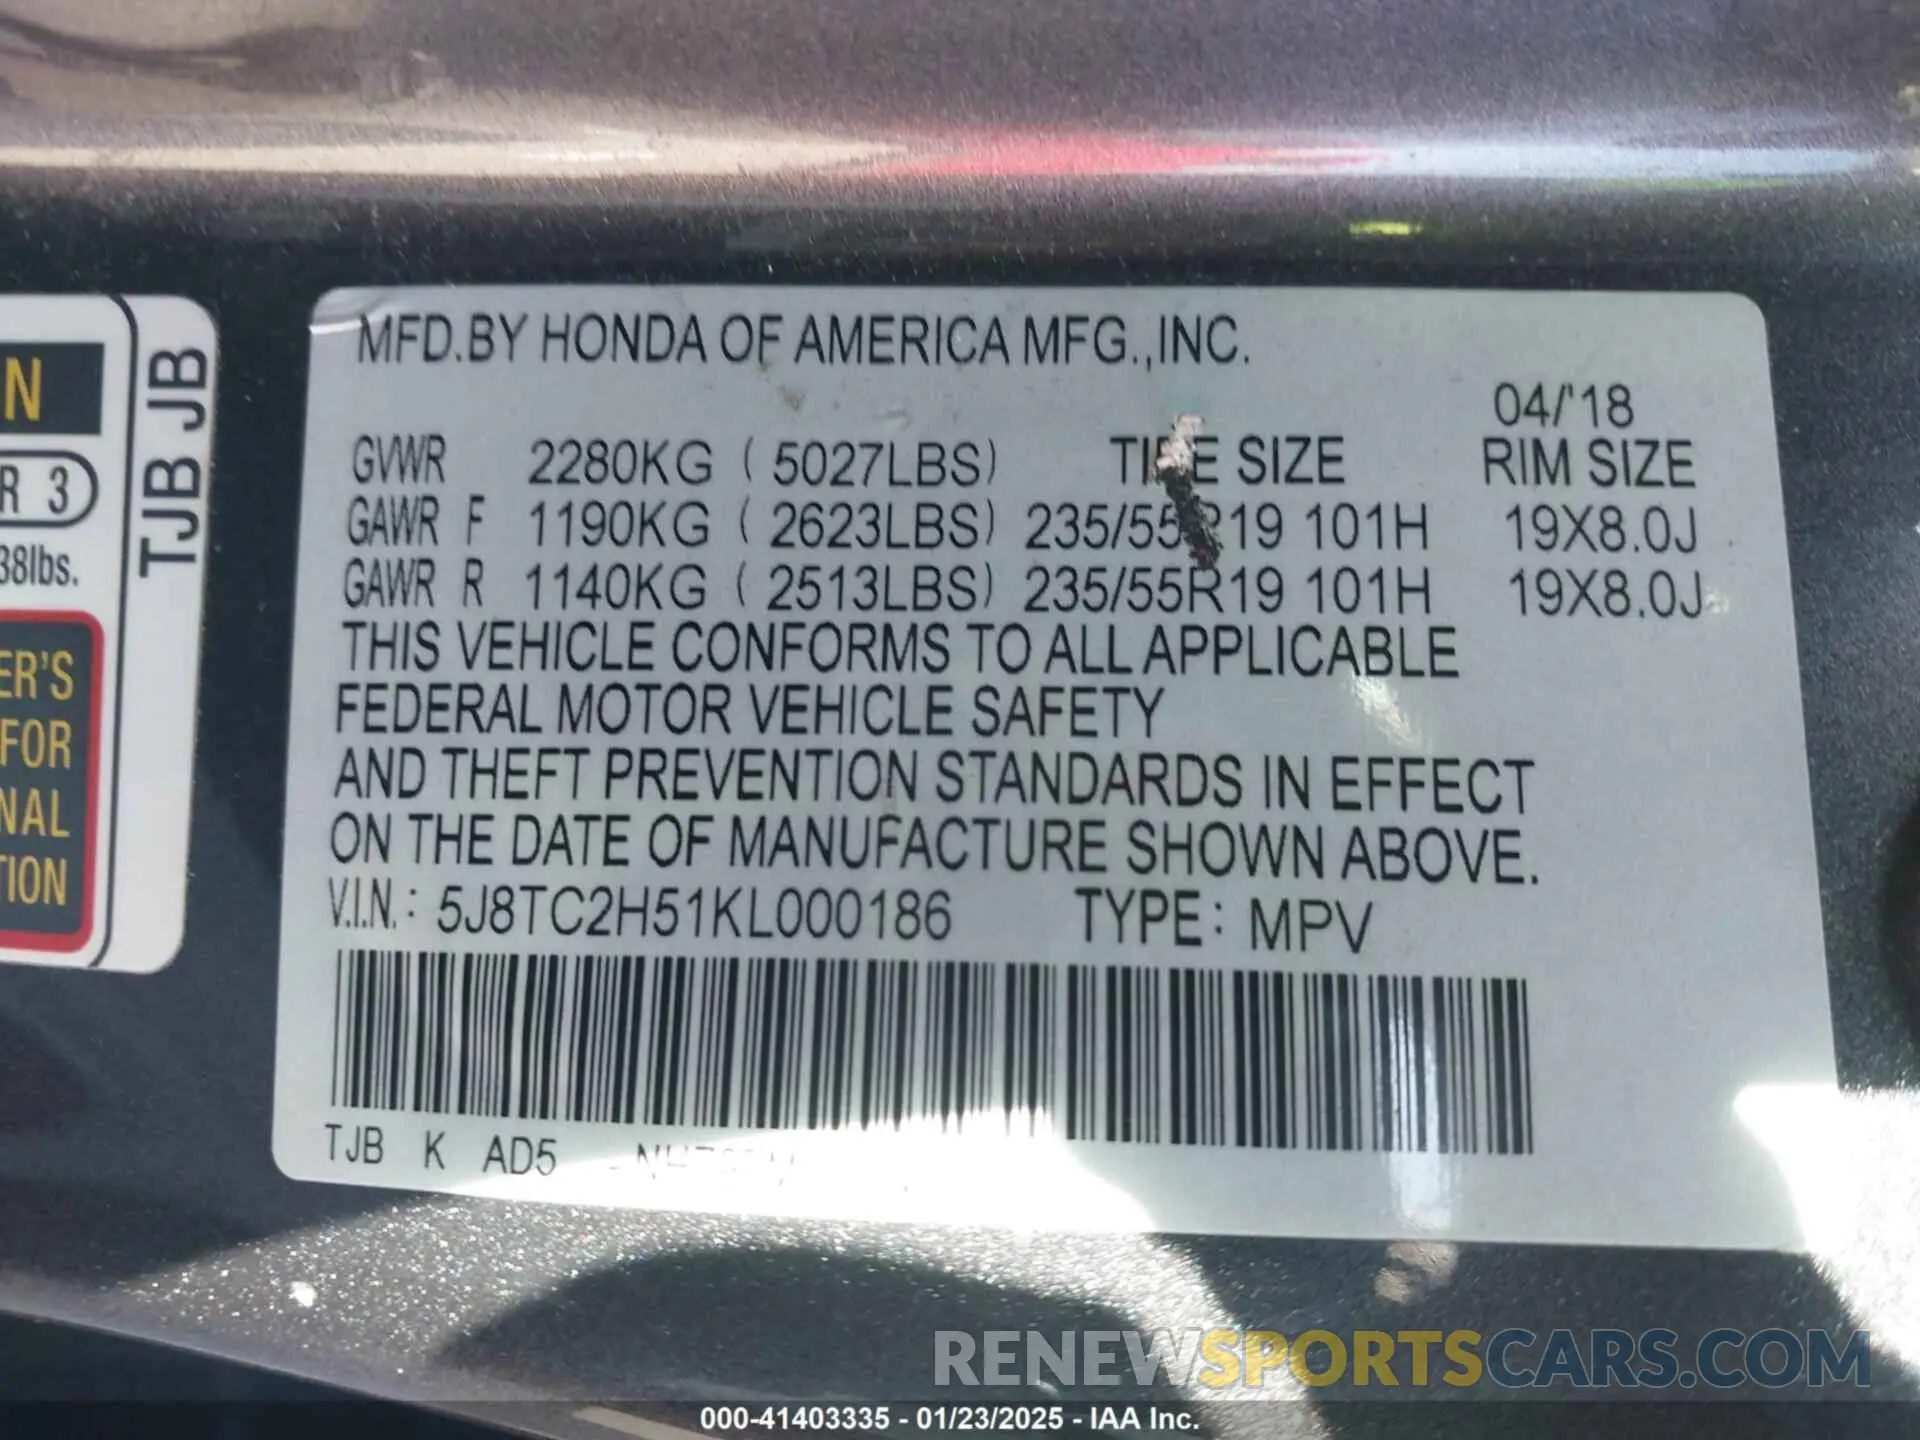 MFD.BY HONDA OF AMERICA MFG.,INC.
04/'18
GVWR 2280KG ( 5027LBS) TIRE SIZE RIM SIZE
GAWR F 1190KG ( 2623LBS) 235/55R19 101H 19X8.0J
GAWR R 1140KG ( 2513LBS) 235/55R19 101H 19X8.0J
THIS VEHICLE CONFORMS TO ALL APPLICABLE
FEDERAL MOTOR VEHICLE SAFETY
AND THEFT PREVENTION STANDARDS IN EFFECT
ON THE DATE OF MANUFACTURE SHOWN ABOVE.
V.I.N.: 5J8TC2H51KL000186 TYPE: MPV
TJB K AD5
TJB JB
N
R 3
38lbs.
ER'S
FOR
NAL
TION
RENEWSPORTSCARS.COM
000-41403335 - 01/23/2025 - IAA Inc.